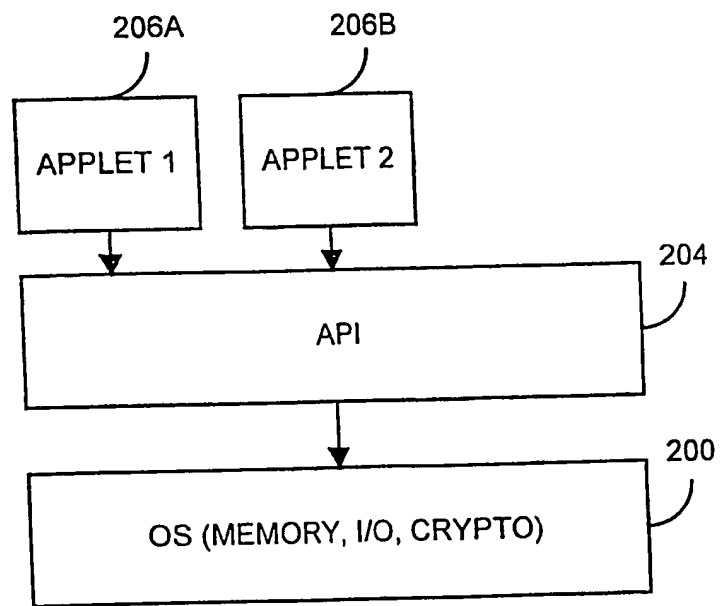 206A
206B
APPLET 1
APPLET 2
204
API
200
OS (MEMORY, I/O, CRYPTO)